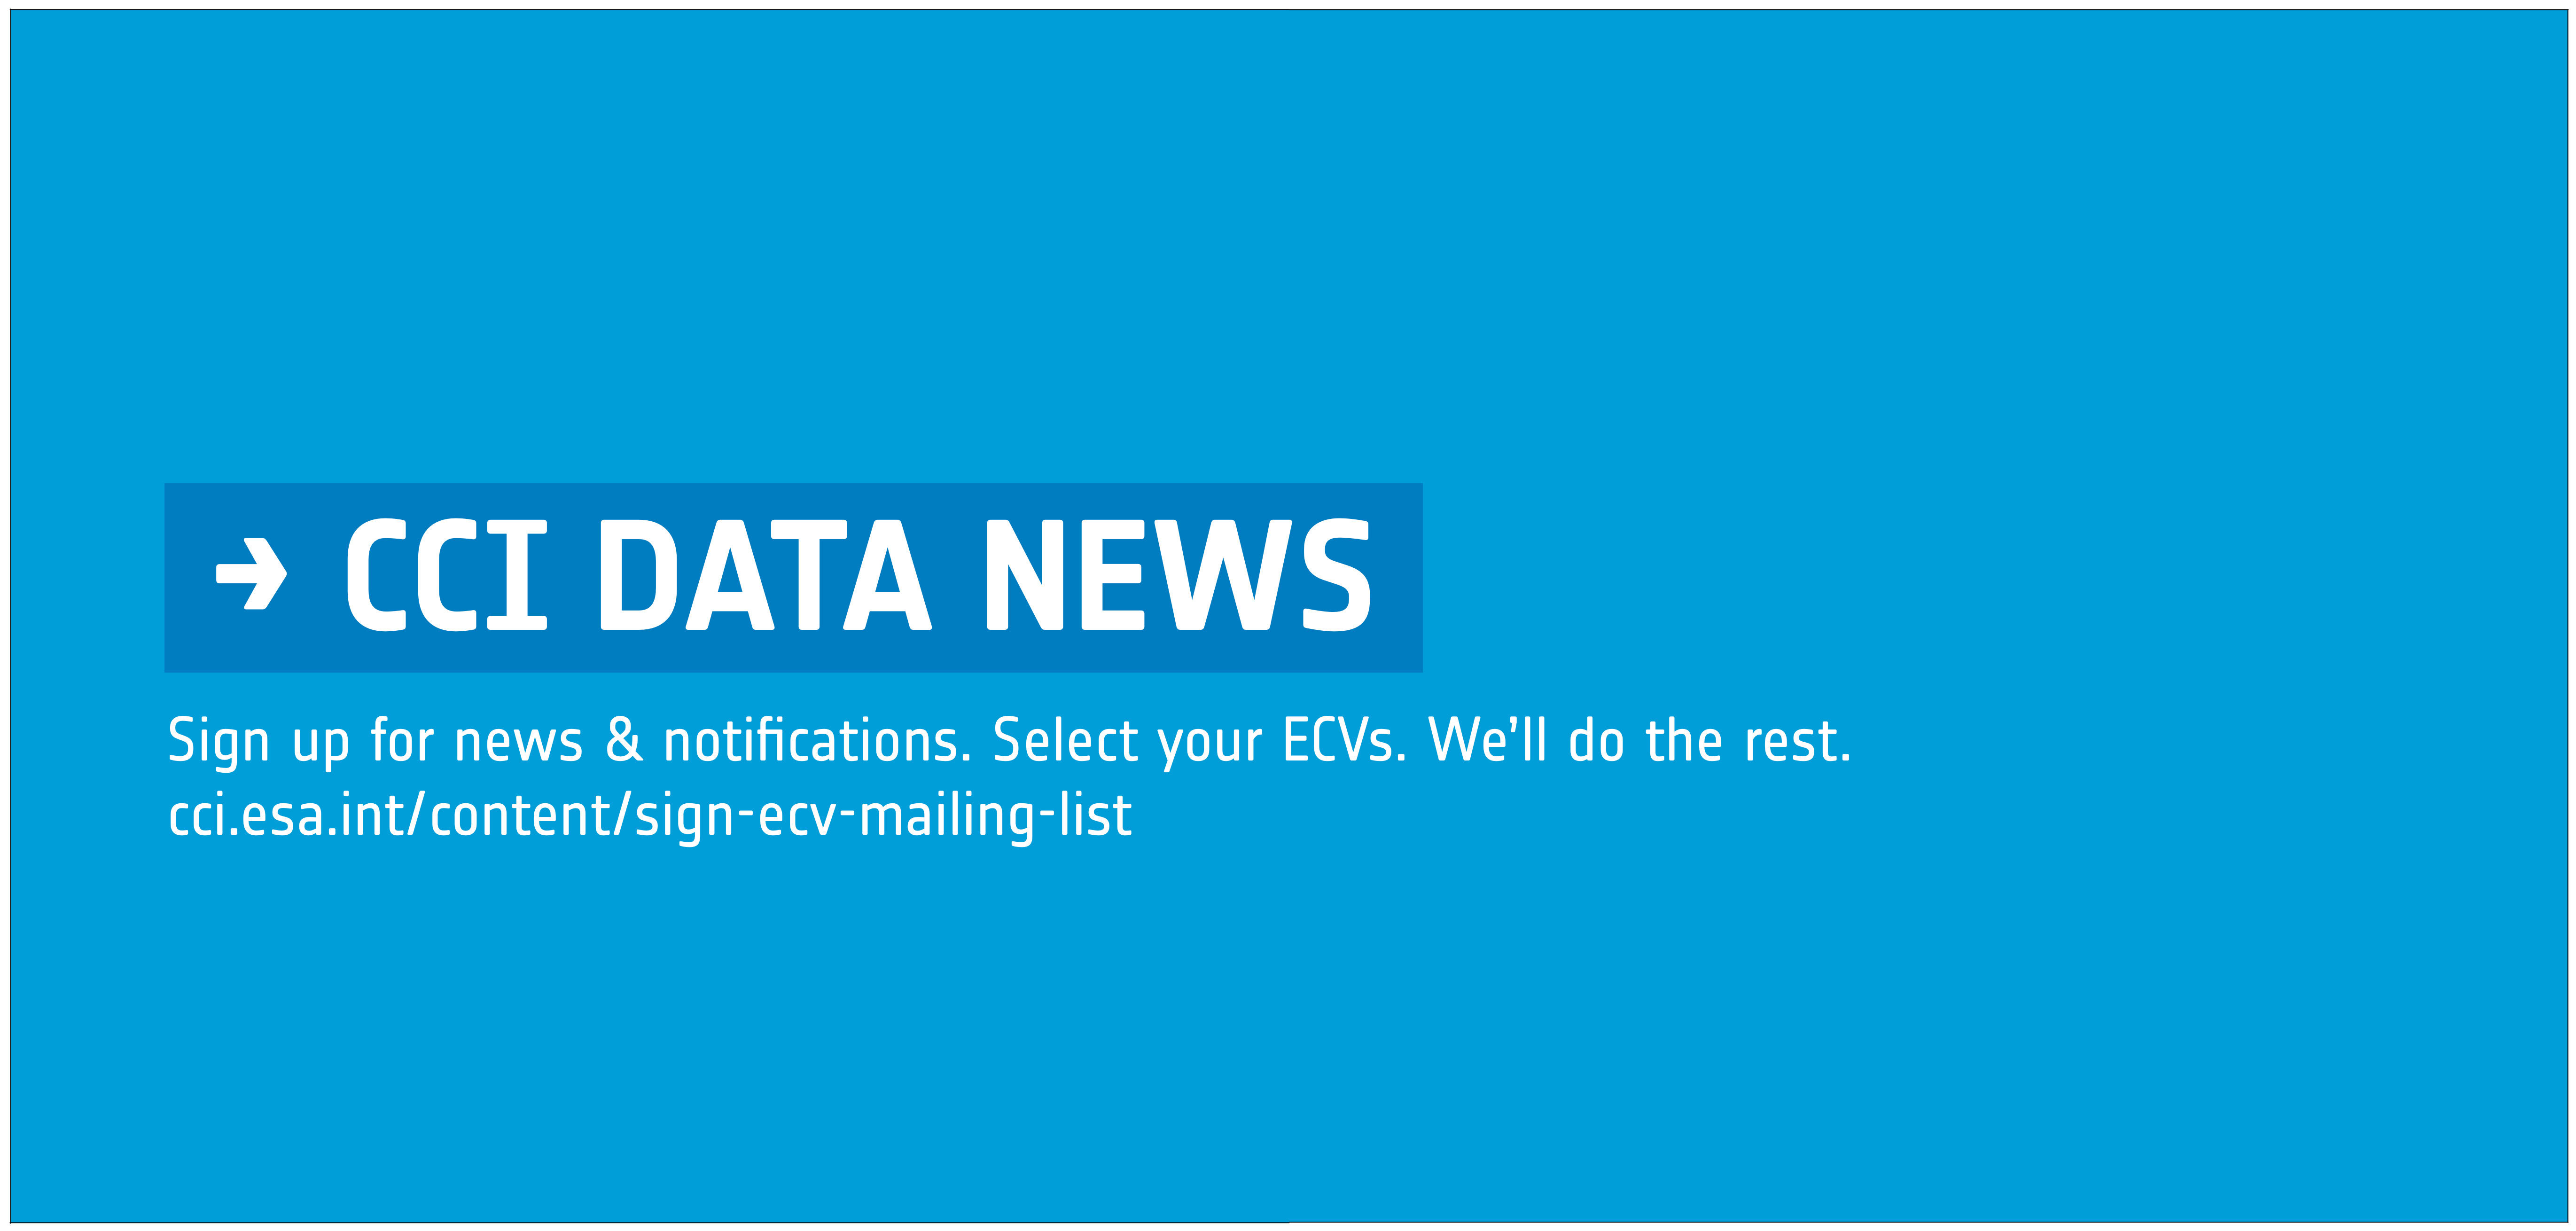 → CCI DATA NEWS
Sign up for news & notifications. Select your ECVs. We’ll do the rest.
cci.esa.int/content/sign-ecv-mailing-list